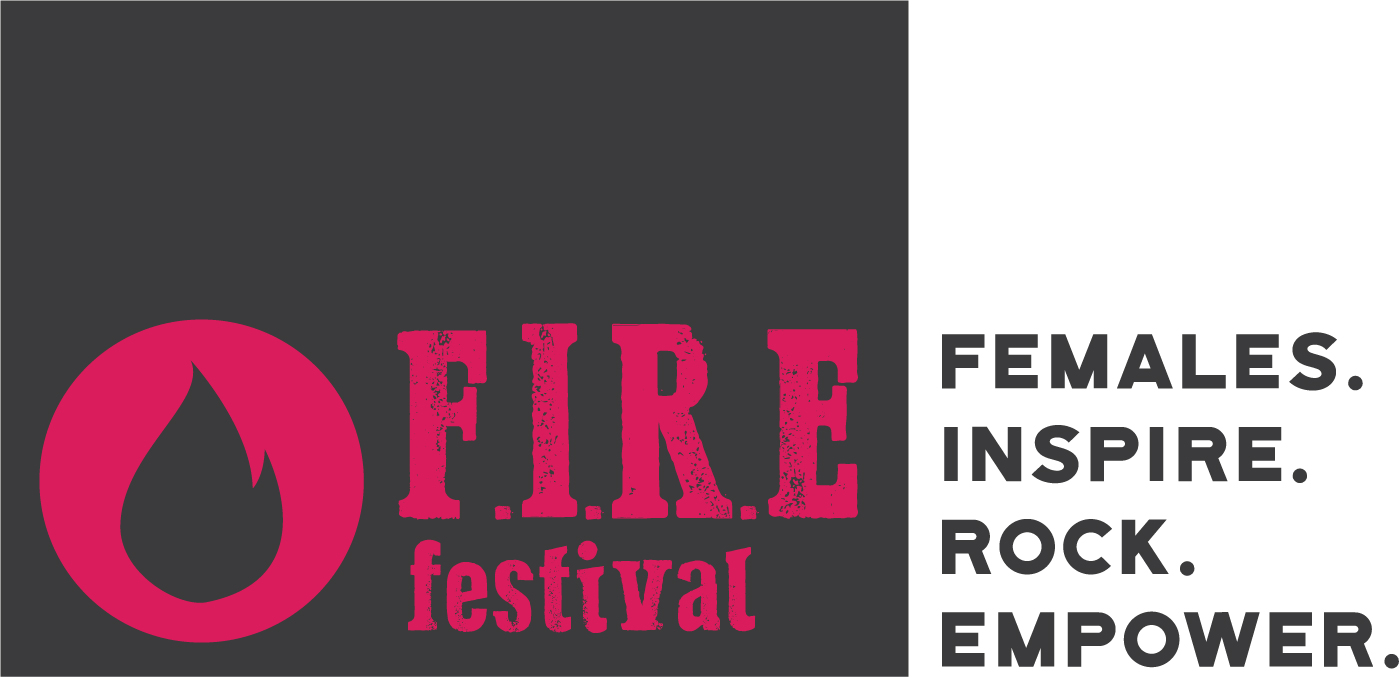 F.I.R.E
festival
FEMALES.
INSPIRE.
ROCK.
EMPOWER.